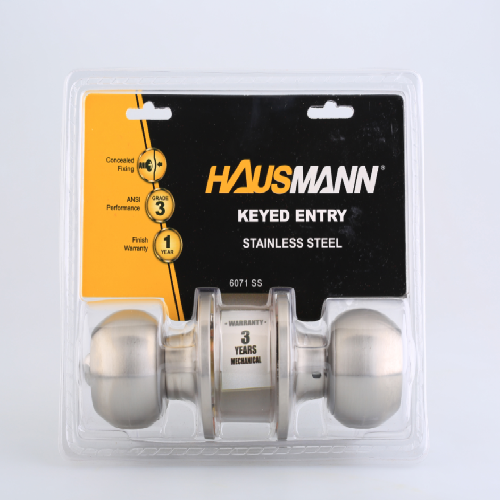 HAUSMANN®
KEYED ENTRY
STAINLESS STEEL
6071 SS
Concealed
Fixing
ANSI
Performance
GRADE
3
Finish
Warranty
1
YEAR
• WARRANTY •
3
YEARS
MECHANICAL